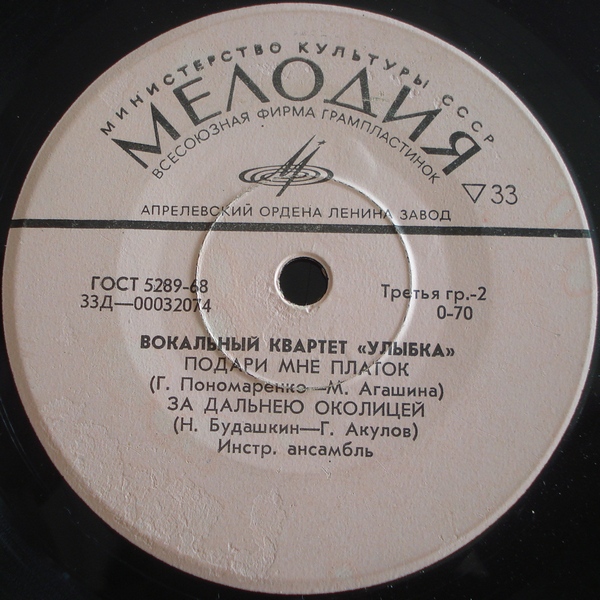 МИНИСТЕРСТВО КУЛЬТУРЫ СССР
МЕЛОДИЯ
ВСЕСОЮЗНАЯ ФИРМА ГРАМПЛАСТИНОК
▽33
АПРЕЛЕВСКИЙ ОРДЕНА ЛЕНИНА ЗАВОД
ГОСТ 5289-68
33Д—00032074
Третья гр.-2
0-70
ВОКАЛЬНЫЙ КВАРТЕТ «УЛЫБКА»
ПОДАРИ МНЕ ПЛАТОК
(Г. Пономаренко—М. Агашина)
ЗА ДАЛЬНЕЮ ОКОЛИЦЕЙ
(Н. Будашкин—Г. Акулов)
Инстр. ансамбль